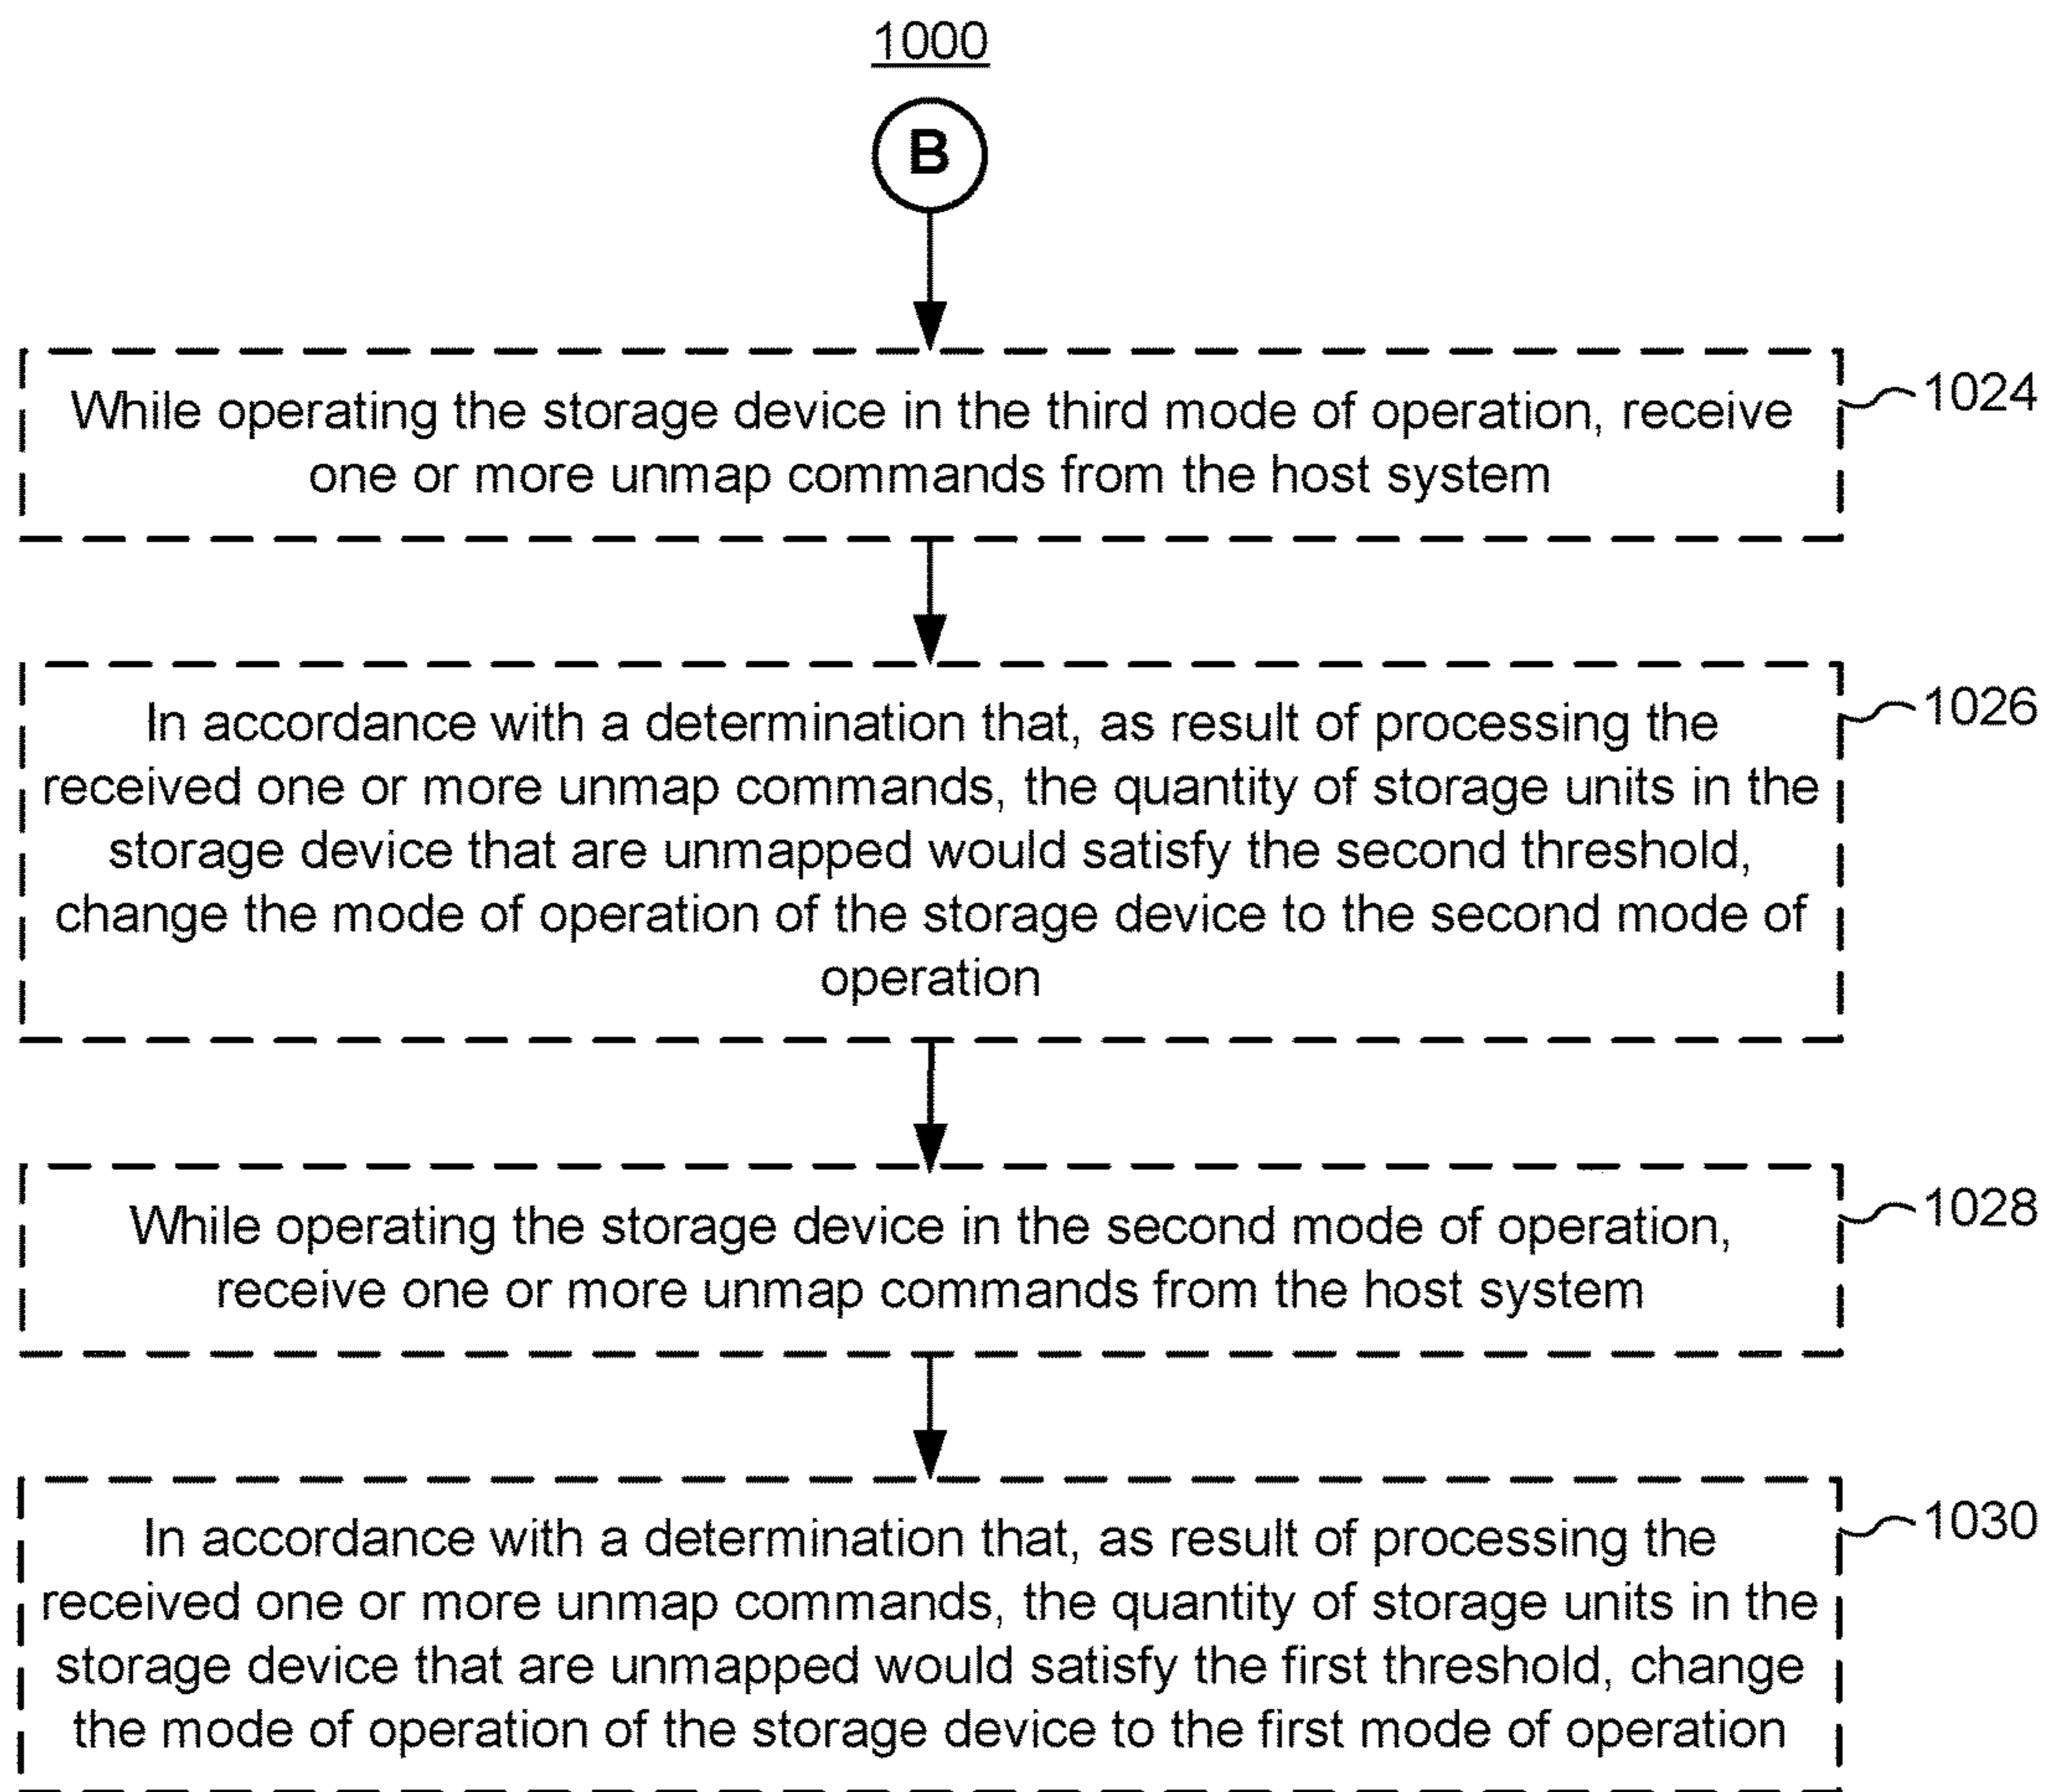 1000
B
While operating the storage device in the third mode of operation, receive
one or more unmap commands from the host system
1024
In accordance with a determination that, as result of processing the
received one or more unmap commands, the quantity of storage units in the
storage device that are unmapped would satisfy the second threshold,
change the mode of operation of the storage device to the second mode of
operation
1026
While operating the storage device in the second mode of operation,
receive one or more unmap commands from the host system
1028
In accordance with a determination that, as result of processing the
received one or more unmap commands, the quantity of storage units in the
storage device that are unmapped would satisfy the first threshold, change
the mode of operation of the storage device to the first mode of operation
1030